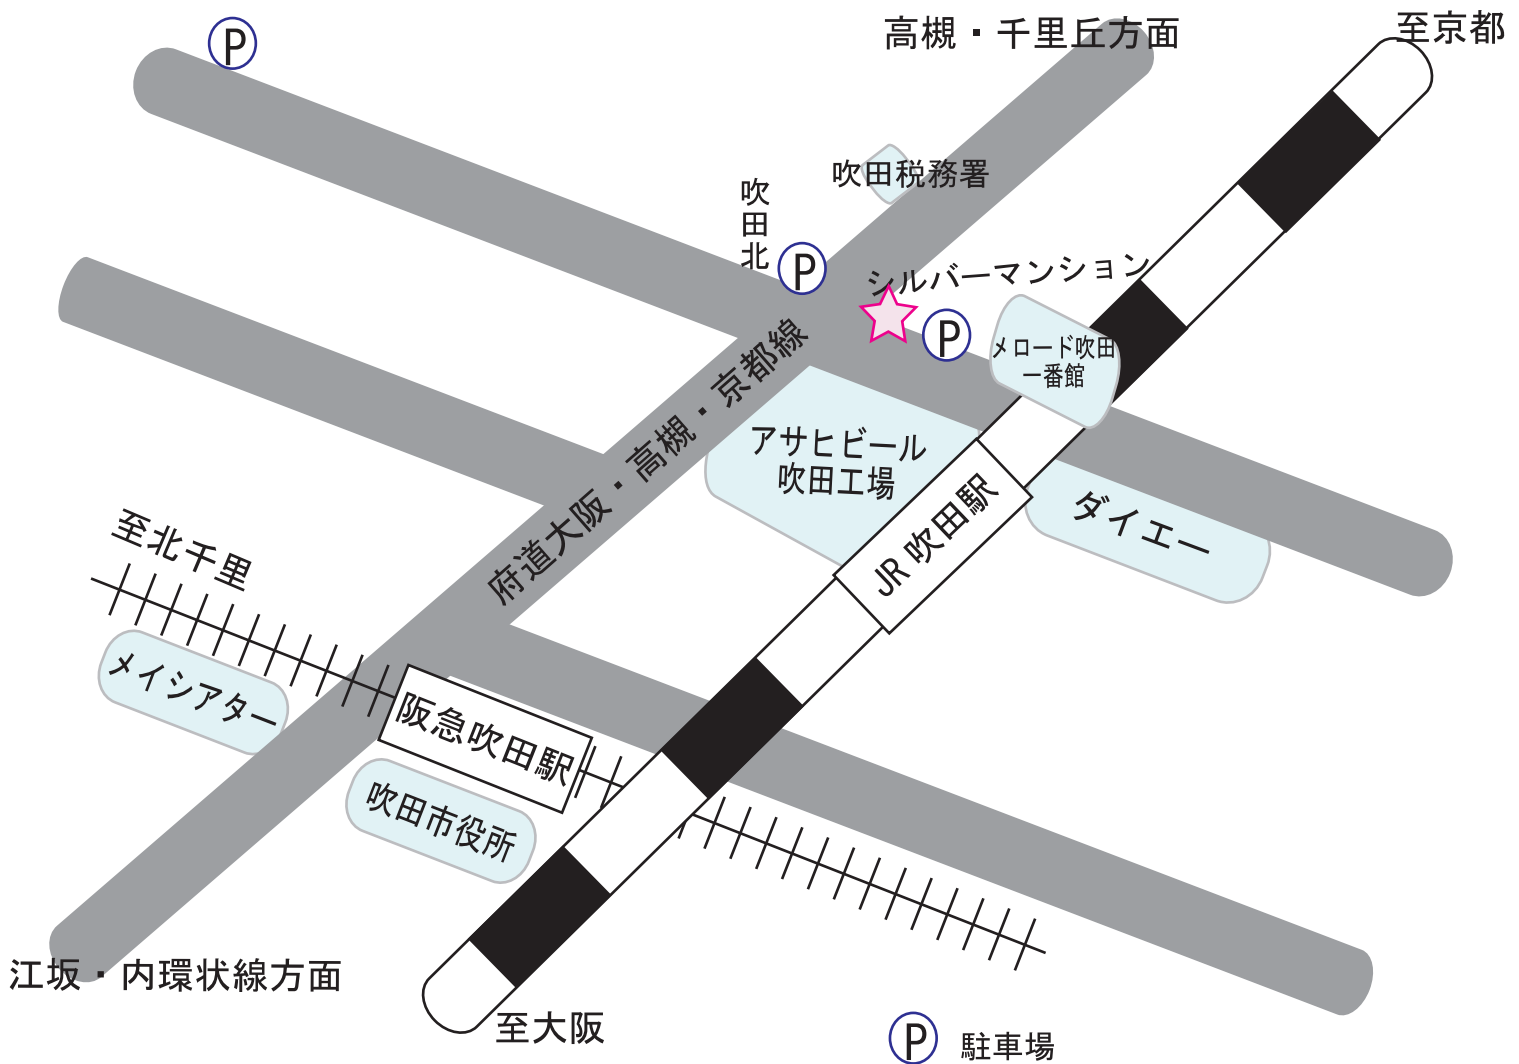 P
高槻・千里丘方面
至京都
吹田税務署
吹田北
P
シルバーマンション
P
メロード吹田
一番館
府道大阪・高槻・京都線
アサヒビール
吹田工場
JR吹田駅
ダイエー
至北千里
メイシアター
阪急吹田駅
吹田市役所
江坂・内環状線方面
至大阪
P 駐車場